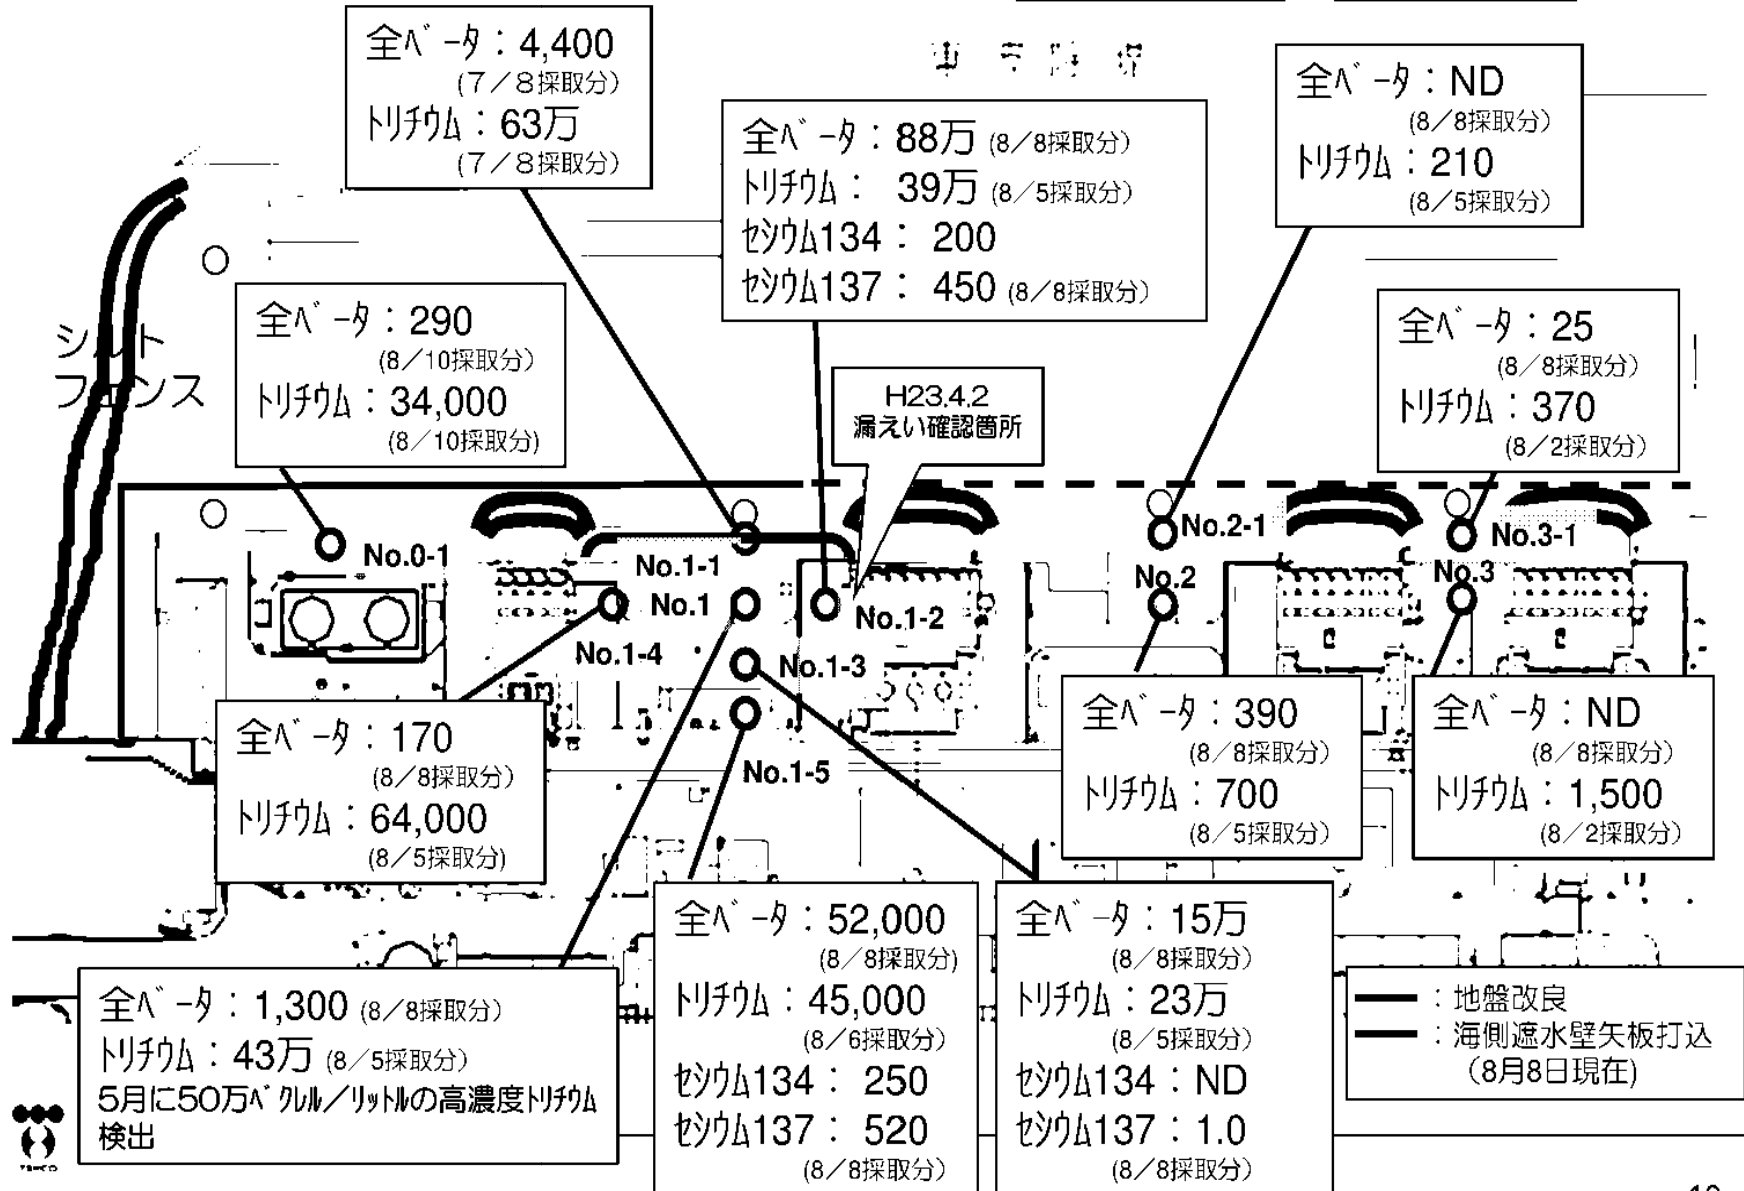 全ベータ：4,400
(7／8採取分)
トリチウム：63万
(7／8採取分)
全ベータ：88万 (8／8採取分)
トリチウム： 39万 (8／5採取分)
セシウム134： 200
セシウム137： 450 (8／8採取分)
全ベータ：ND
(8／8採取分)
トリチウム：210
(8／5採取分)
シルト
フェンス
全ベータ：290
(8／10採取分)
トリチウム：34,000
(8／10採取分)
H23.4.2
漏えい確認箇所
全ベータ：25
(8／8採取分)
トリチウム：370
(8／2採取分)
No.0-1
No.1-1
No.1
No.1-2
No.1-4
No.1-3
No.1-5
No.2-1
No.2
No.3-1
No.3
全ベータ：170
(8／8採取分)
トリチウム：64,000
(8／5採取分)
全ベータ：390
(8／8採取分)
トリチウム：700
(8／5採取分)
全ベータ：ND
(8／8採取分)
トリチウム：1,500
(8／2採取分)
全ベータ：1,300 (8／8採取分)
トリチウム：43万 (8／5採取分)
5月に50万ベクレル／リットルの高濃度トリチウム
検出
全ベータ：52,000
(8／8採取分)
トリチウム：45,000
(8／6採取分)
セシウム134：250
セシウム137： 520
(8／8採取分)
全ベータ：15万
(8／8採取分)
トリチウム：23万
(8／5採取分)
セシウム134：ND
セシウム137：1.0
(8／8採取分)
：地盤改良
：海側遮水壁矢板打込
（8月8日現在)
TEPCO